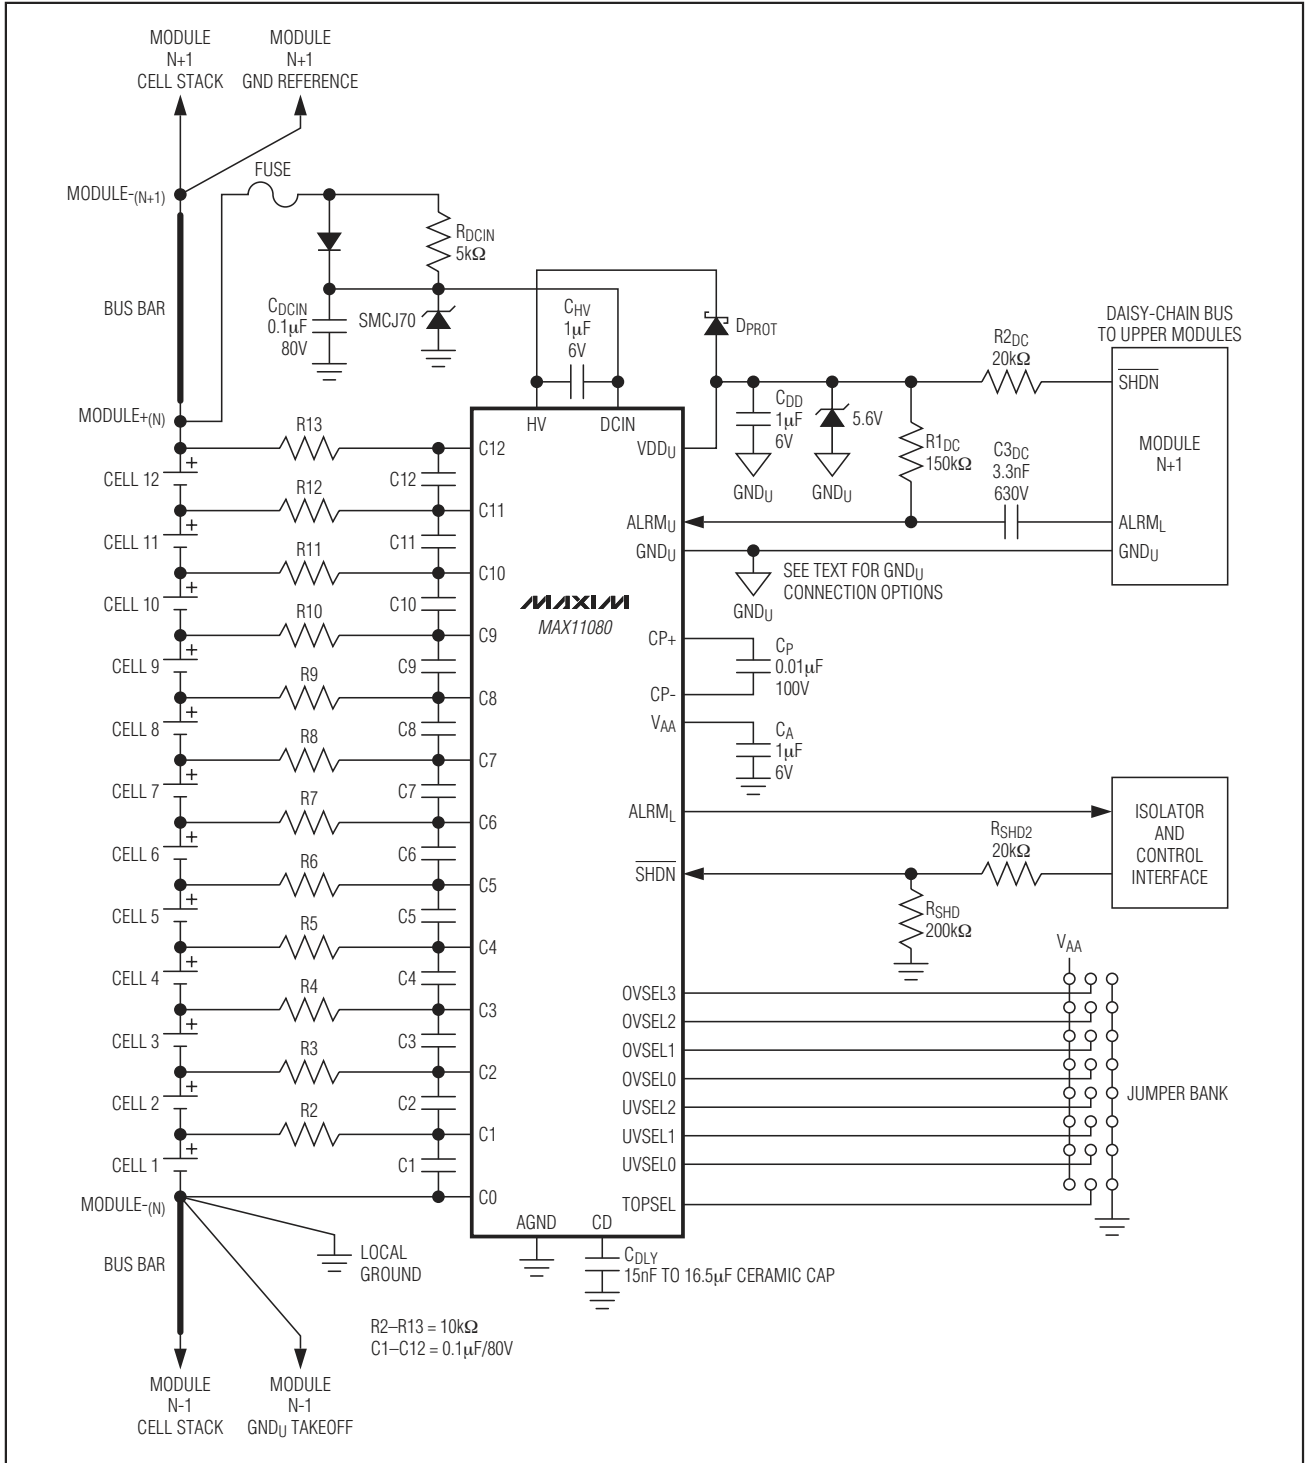 MODULE
N+1
CELL STACK
MODULE
N+1
GND REFERENCE
MODULE-(N+1)
FUSE
RDCIN
5kΩ
BUS BAR
CDCIN
0.1µF
80V
SMCJ70
CHV
1µF
6V
DPROT
DAISY-CHAIN BUS
TO UPPER MODULES
R2DC
20kΩ
SHDN
MODULE
N+1
ALRML
GNDU
MODULE+(N)
HV
DCIN
CDD
1µF
6V
5.6V
R1DC
150kΩ
C3DC
3.3nF
630V
GNDU
GNDU
R13
C12
VDDU
CELL 12
+
C12
R12
C11
ALRMU
CELL 11
+
C11
GNDU
SEE TEXT FOR GNDU
CONNECTION OPTIONS
GNDU
R11
C10
CELL 10
+
C10
MAXIM
MAX11080
R10
C9
CP+
CP
0.01µF
100V
CELL 9
+
C9
R9
C8
CP-
CELL 8
+
C8
VAA
CA
1µF
6V
R8
C7
CELL 7
+
C7
R7
C6
ALRML
ISOLATOR
AND
CONTROL
INTERFACE
CELL 6
+
C6
RSHD2
20kΩ
R6
C5
SHDN
CELL 5
+
C5
RSHD
200kΩ
R5
C4
VAA
CELL 4
+
C4
OVSEL3
R4
C3
OVSEL2
CELL 3
+
C3
OVSEL1
R3
C2
OVSEL0
CELL 2
+
C2
UVSEL2
JUMPER BANK
R2
C1
UVSEL1
CELL 1
+
C1
UVSEL0
MODULE-(N)
C0
TOPSEL
AGND
CD
BUS BAR
LOCAL
GROUND
CDLY
15nF TO 16.5µF CERAMIC CAP
R2–R13 = 10kΩ
C1–C12 = 0.1µF/80V
MODULE
N-1
CELL STACK
MODULE
N-1
GNDU TAKEOFF